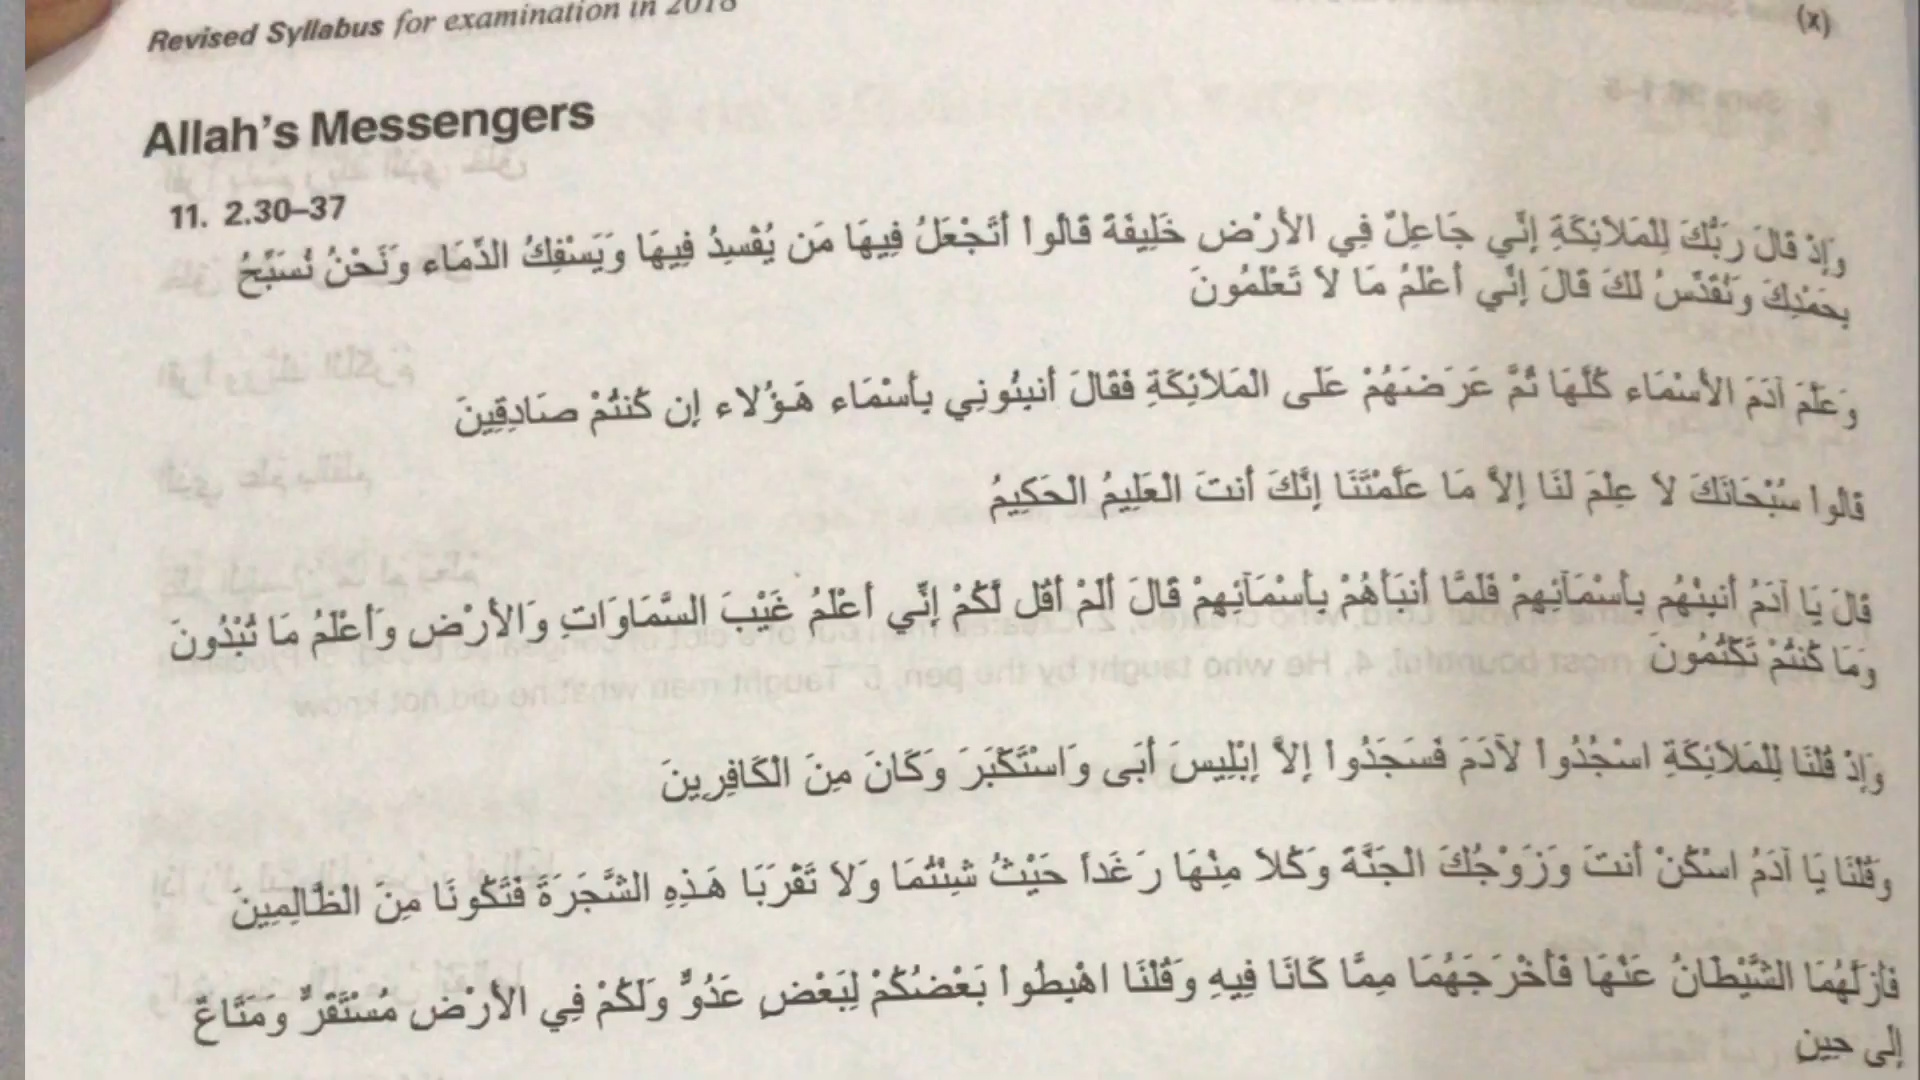 Revised Syllabus for examination in 2018
(x)
Allah's Messengers
11. 2.30–37
وَإِذْ قَالَ رَبُّكَ لِلْمَلاَئِكَةِ إِنِّي جَاعِلٌ فِي الأَرْضِ خَلِيفَةً قَالُوا أَتَجْعَلُ فِيهَا مَن يُفْسِدُ فِيهَا وَيَسْفِكُ الدِّمَاء وَنَحْنُ نُسَبِّحُ
بِحَمْدِكَ وَنُقَدِّسُ لَكَ قَالَ إِنِّي أَعْلَمُ مَا لاَ تَعْلَمُونَ
وَعَلَّمَ آدَمَ الأَسْمَاء كُلَّهَا ثُمَّ عَرَضَهُمْ عَلَى الْمَلاَئِكَةِ فَقَالَ أَنبِئُونِي بِأَسْمَاء هَـؤُلاء إِن كُنتُمْ صَادِقِينَ
قَالُوا سُبْحَانَكَ لاَ عِلْمَ لَنَا إِلاَّ مَا عَلَّمْتَنَا إِنَّكَ أَنتَ الْعَلِيمُ الْحَكِيمُ
قَالَ يَا آدَمُ أَنبِئْهُم بِأَسْمَآئِهِمْ فَلَمَّا أَنبَأَهُمْ بِأَسْمَآئِهِمْ قَالَ أَلَمْ أَقُل لَّكُمْ إِنِّي أَعْلَمُ غَيْبَ السَّمَاوَاتِ وَالأَرْضِ وَأَعْلَمُ مَا تُبْدُونَ
وَمَا كُنتُمْ تَكْتُمُونَ
وَإِذْ قُلْنَا لِلْمَلاَئِكَةِ اسْجُدُوا لآدَمَ فَسَجَدُوا إِلاَّ إِبْلِيسَ أَبَى وَاسْتَكْبَرَ وَكَانَ مِنَ الْكَافِرِينَ
وَقُلْنَا يَا آدَمُ اسْكُنْ أَنتَ وَزَوْجُكَ الْجَنَّةَ وَكُلاَ مِنْهَا رَغَداً حَيْثُ شِئْتُمَا وَلاَ تَقْرَبَا هَـذِهِ الشَّجَرَةَ فَتَكُونَا مِنَ الْظَّالِمِينَ
فَأَزَلَّهُمَا الشَّيْطَانُ عَنْهَا فَأَخْرَجَهُمَا مِمَّا كَانَا فِيهِ وَقُلْنَا اهْبِطُوا بَعْضُكُمْ لِبَعْضٍ عَدُوٌّ وَلَكُمْ فِي الأَرْضِ مُسْتَقَرٌّ وَمَتَاعٌ
إِلَى حِينٍ